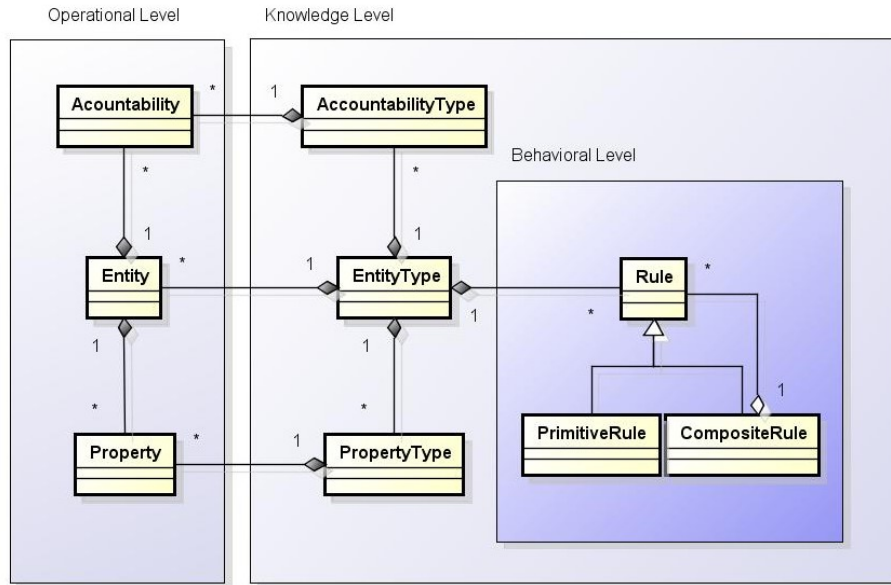 Operational Level
Knowledge Level
Acountability
*
1
AccountabilityType
*
*
Behavioral Level
1
1
Entity
*
1
EntityType
Rule
*
1
1
1
*
*
*
*
1
Property
*
1
PropertyType
PrimitiveRule
CompositeRule